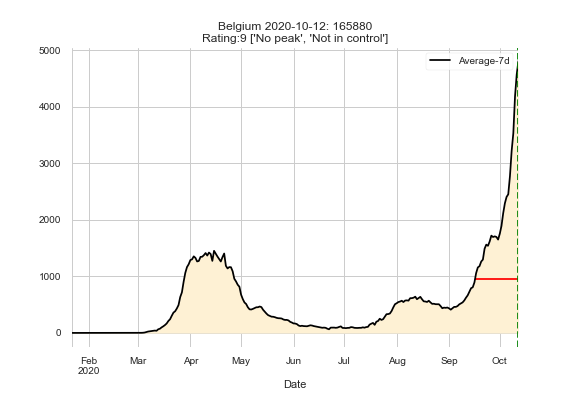 Belgium 2020-10-12: 165880
Rating:9 ['No peak', 'Not in control']
Average-7d
5000
4000
3000
2000
1000
0
Feb Mar Apr May Jun Jul Aug Sep Oct
2020
Date